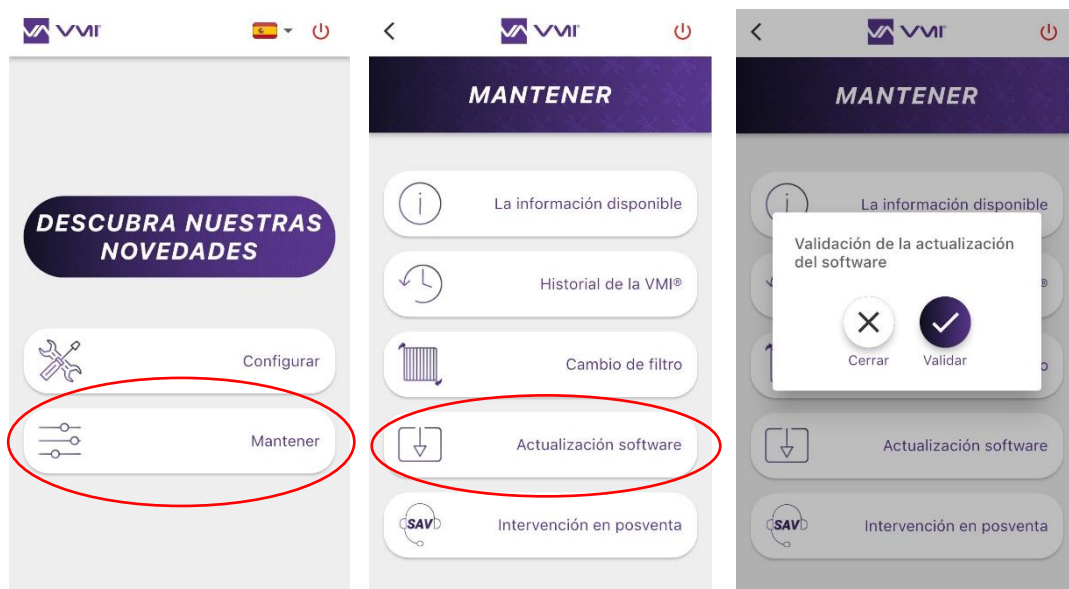 VMI
DESCUBRA NUESTRAS
NOVEDADES
Configurar
Mantener
VMI
MANTENER
La información disponible
Historial de la VMI®
Cambio de filtro
Actualización software
SAV
Intervención en posventa
VMI
MANTENER
La información disponible
Validación de la actualización
del software
®
o
Cerrar
Validar
Actualización software
SAV
Intervención en posventa